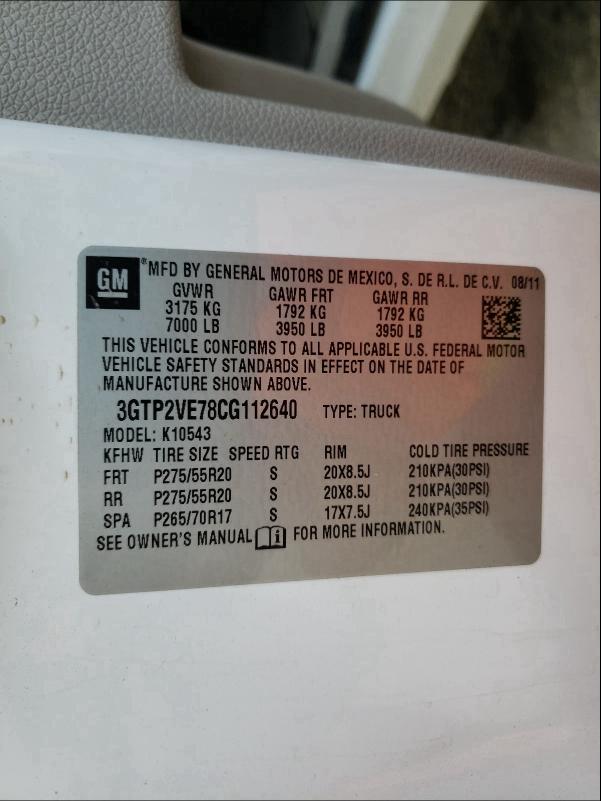 GM ® MFD BY GENERAL MOTORS DE MEXICO, S. DE R.L. DE C.V. 08/11
GVWR GAWR FRT GAWR RR
3175 KG 1792 KG 1792 KG
7000 LB 3950 LB 3950 LB
THIS VEHICLE CONFORMS TO ALL APPLICABLE U.S. FEDERAL MOTOR
VEHICLE SAFETY STANDARDS IN EFFECT ON THE DATE OF
MANUFACTURE SHOWN ABOVE.
3GTP2VE78CG112640 TYPE: TRUCK
MODEL: K10543
KFHW TIRE SIZE SPEED RTG RIM COLD TIRE PRESSURE
FRT P275/55R20 S 20X8.5J 210KPA(30PSI)
RR P275/55R20 S 20X8.5J 210KPA(30PSI)
SPA P265/70R17 S 17X7.5J 240KPA(35PSI)
SEE OWNER'S MANUAL i FOR MORE INFORMATION.